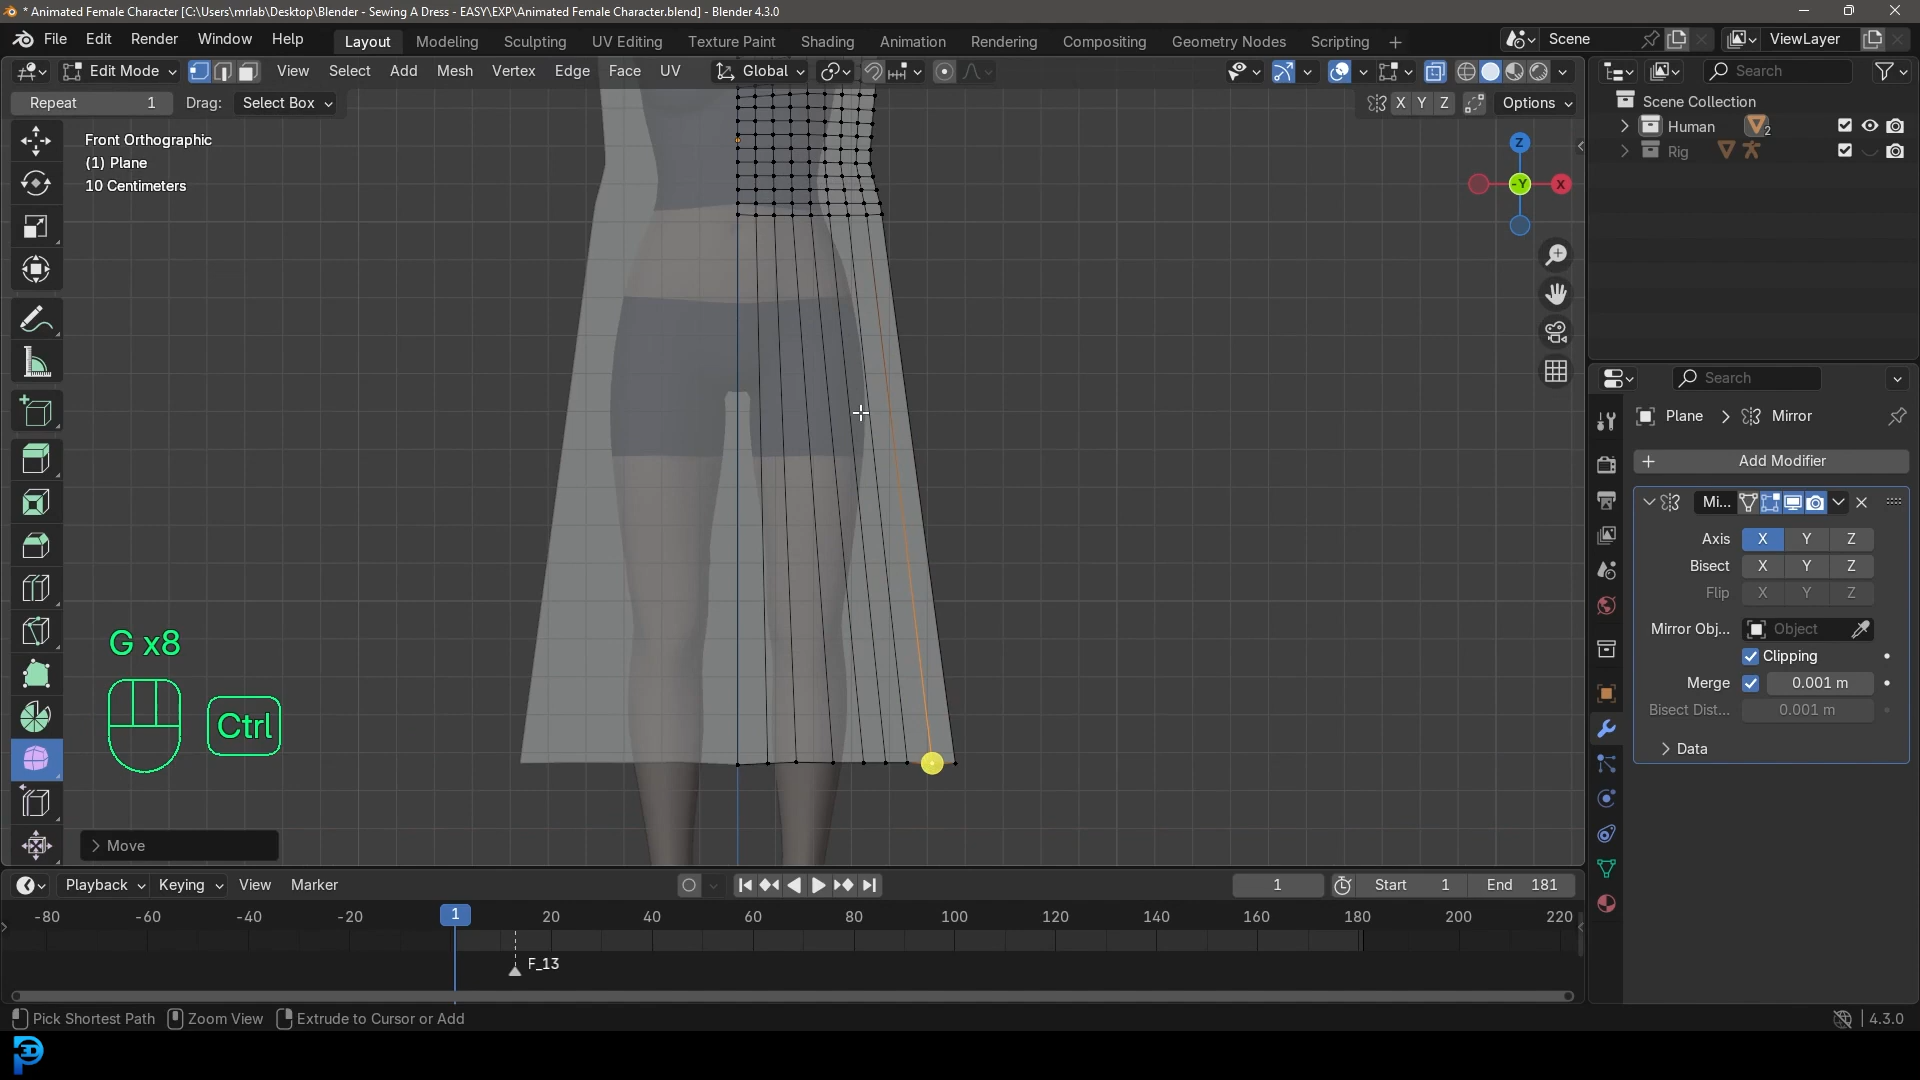 * Animated Female Character [C:\Users\mrlab\Desktop\Blender - Sewing A Dress - EASY\EXP\Animated Female Character.blend] - Blender 4.3.0
File Edit Render Window Help Layout Modeling Sculpting UV Editing Texture Paint Shading Animation Rendering Compositing Geometry Nodes Scripting + Scene ViewLayer
Edit Mode View Select Add Mesh Vertex Edge Face UV Global Search
Repeat 1 Drag: Select Box X Y Z Options Scene Collection
Human 2
Rig
Front Orthographic
(1) Plane
10 Centimeters
Z
-Y X
Search
Plane > Mirror
Add Modifier
Mi...
Axis X Y Z
Bisect X Y Z
Flip X Y Z
Mirror Obj... Object
Clipping
Merge 0.001 m
Bisect Dist... 0.001 m
Data
G x8
Ctrl
Move
Playback Keying View Marker 1 Start 1 End 181
-80 -60 -40 -20 1 20 40 60 80 100 120 140 160 180 200 220
F_13
Pick Shortest Path Zoom View Extrude to Cursor or Add 4.3.0